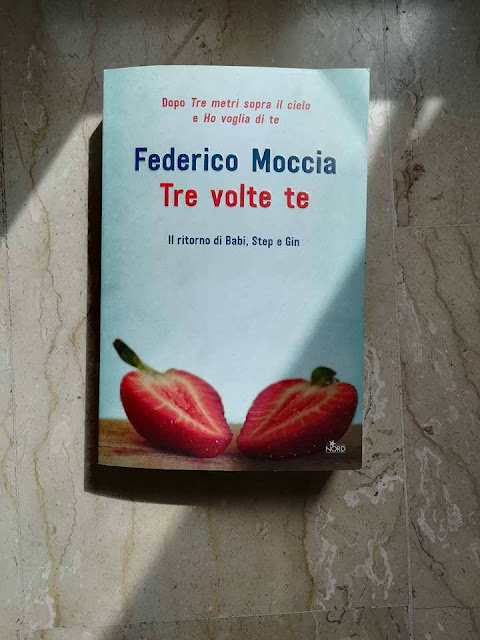 Dopo Tre metri sopra il cielo
e Ho voglia di te
Federico Moccia
Tre volte te
Il ritorno di Babi, Step e Gin
NORD